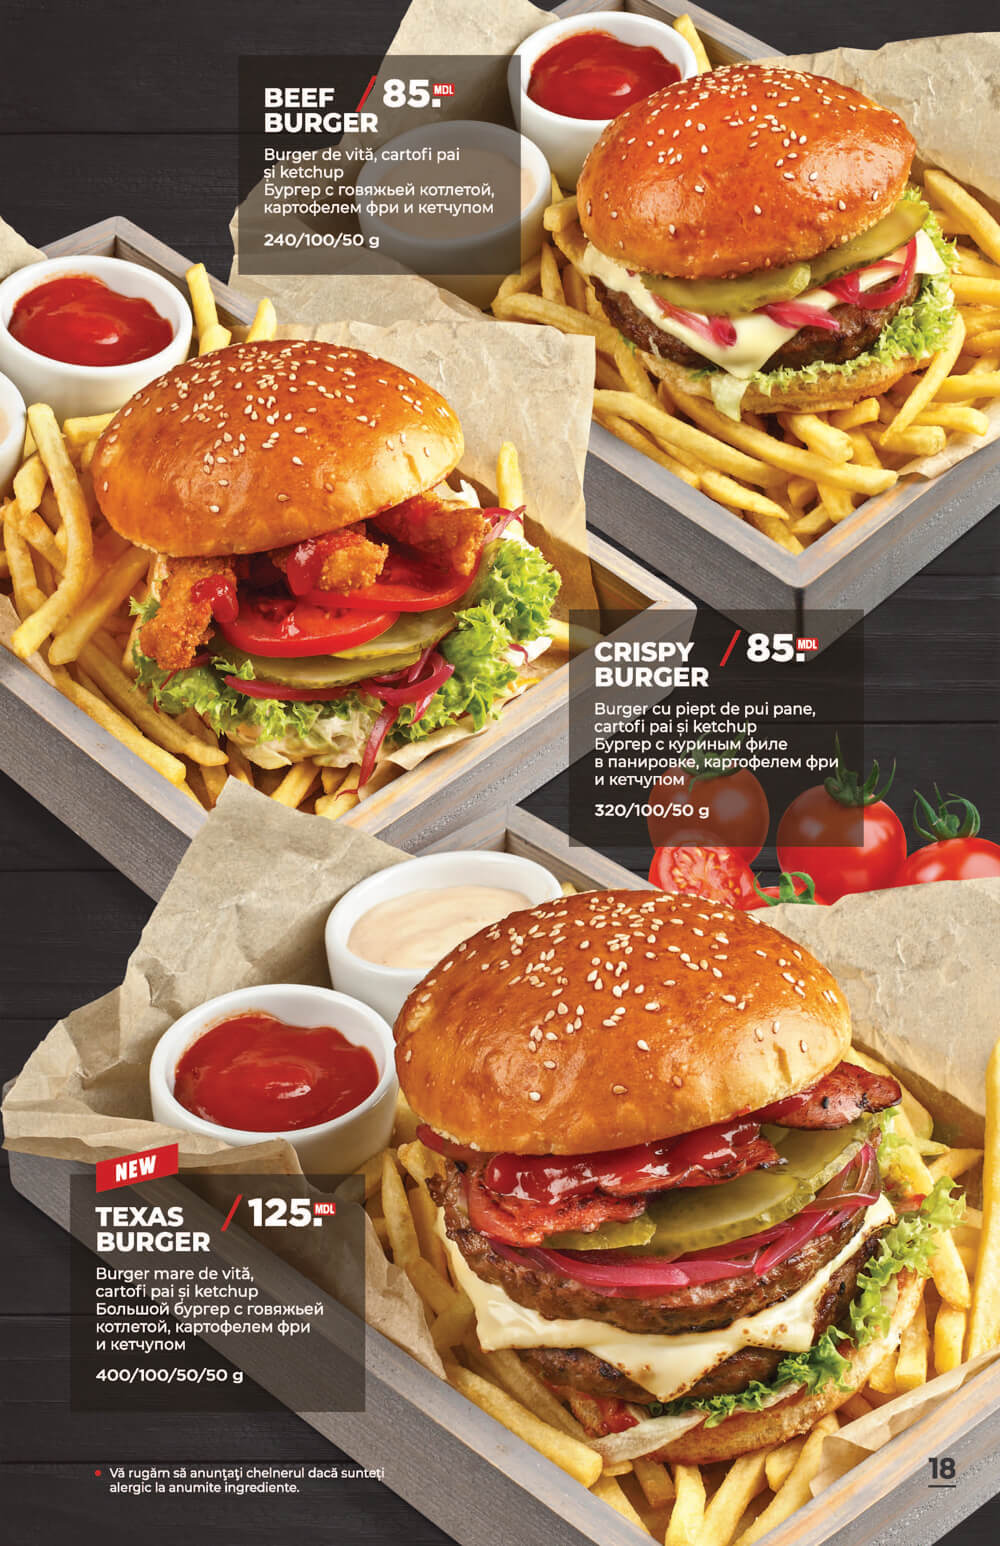 BEEF BURGER / 85. MDL
Burger de vită, cartofi pai
și ketchup
Бургер с говяжьей котлетой,
картофелем фри и кетчупом
240/100/50 g
CRISPY BURGER / 85. MDL
Burger cu piept de pui pane,
cartofi pai și ketchup
Бургер с куриным филе
в панировке, картофелем фри
и кетчупом
320/100/50 g
NEW
TEXAS BURGER / 125. MDL
Burger mare de vită,
cartofi pai și ketchup
Большой бургер с говяжьей
котлетой, картофелем фри
и кетчупом
400/100/50/50 g
Vă rugăm să anunțați chelnerul dacă sunteți
alergic la anumite ingrediente.
18